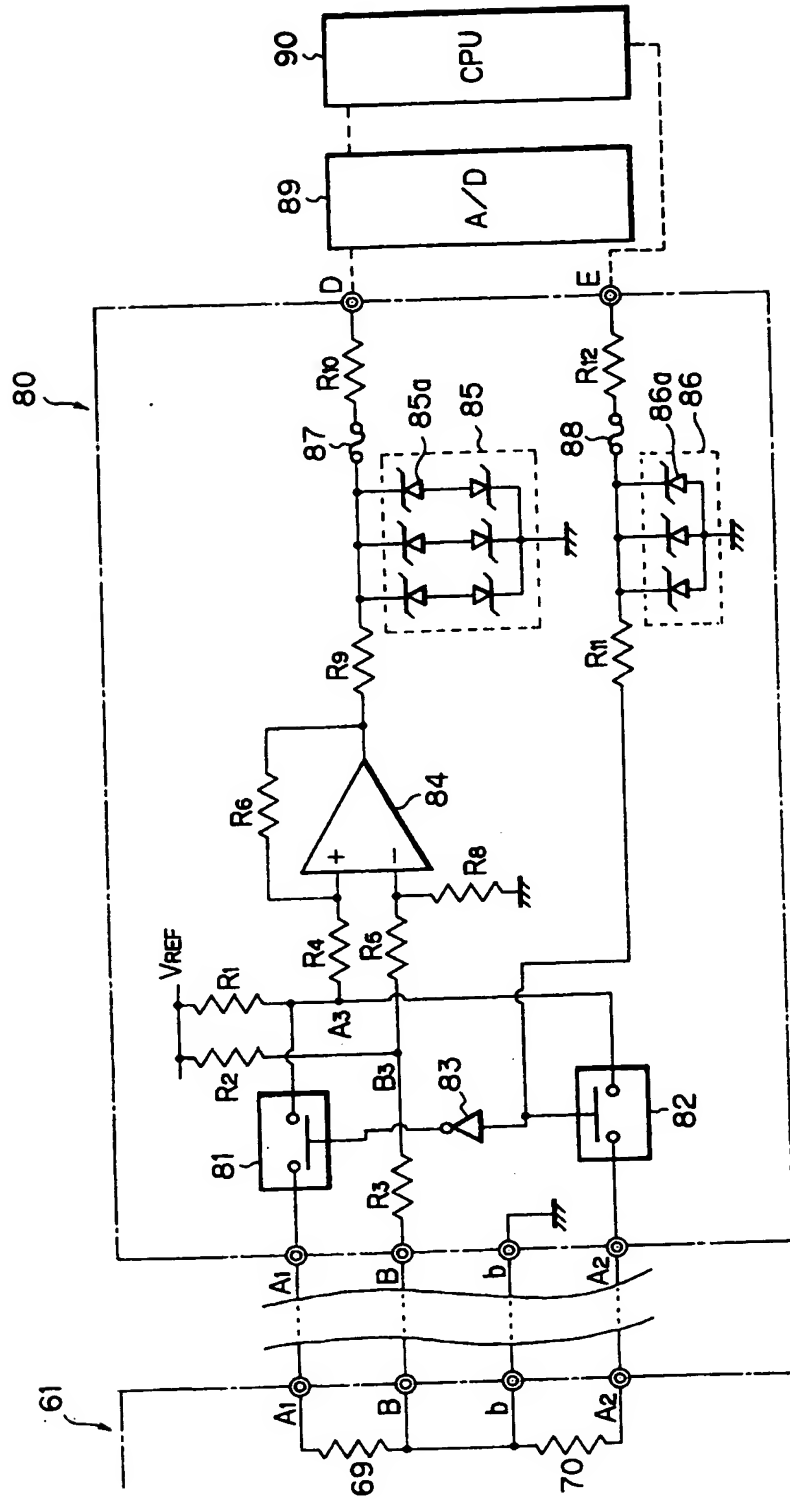 61
80
89
90
VREF
A1
A1
81
R2
R1
R6
D
A/D
CPU
69
A3
R4
+
R9
87
R10
B
B
R3
B3
R5
−
84
85a
85
R8
b
b
83
E
70
A2
A2
82
R11
88
R12
86a
86